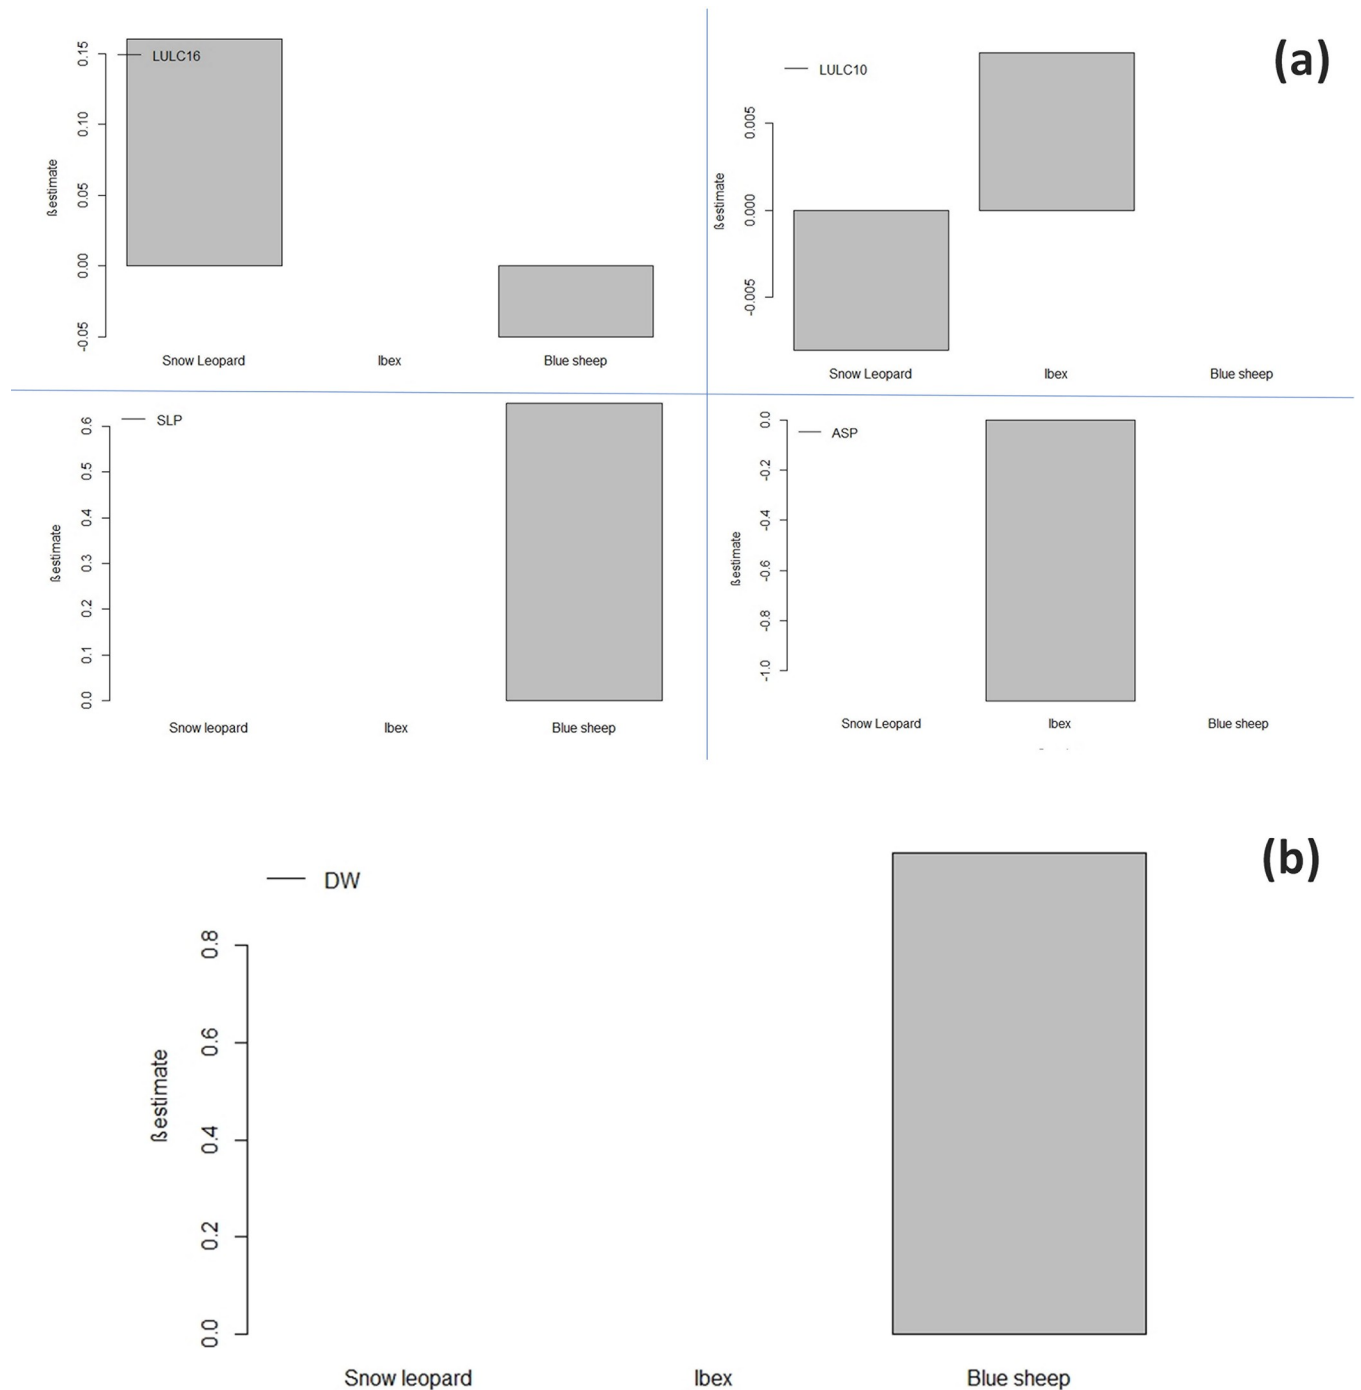 LULC16
0.15
0.10
0.05
0.00
-0.05
ßestimate
Snow Leopard Ibex Blue sheep
(a)
LULC10
0.005
0.000
-0.005
ßestimate
Snow Leopard Ibex Blue sheep
SLP
0.6
0.5
0.4
0.3
0.2
0.1
0.0
ßestimate
Snow leopard Ibex Blue sheep
ASP
0.0
-0.2
-0.4
-0.6
-0.8
-1.0
ßestimate
Snow Leopard Ibex Blue sheep
(b)
DW
0.8
0.6
0.4
0.2
0.0
ßestimate
Snow leopard Ibex Blue sheep